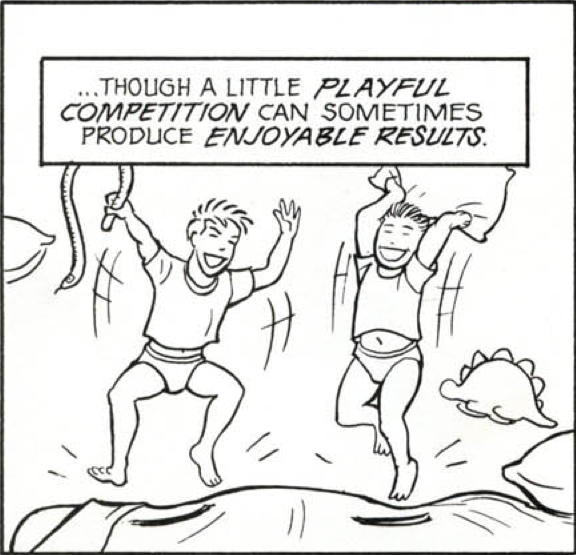 ...THOUGH A LITTLE PLAYFUL
COMPETITION CAN SOMETIMES
PRODUCE ENJOYABLE RESULTS.